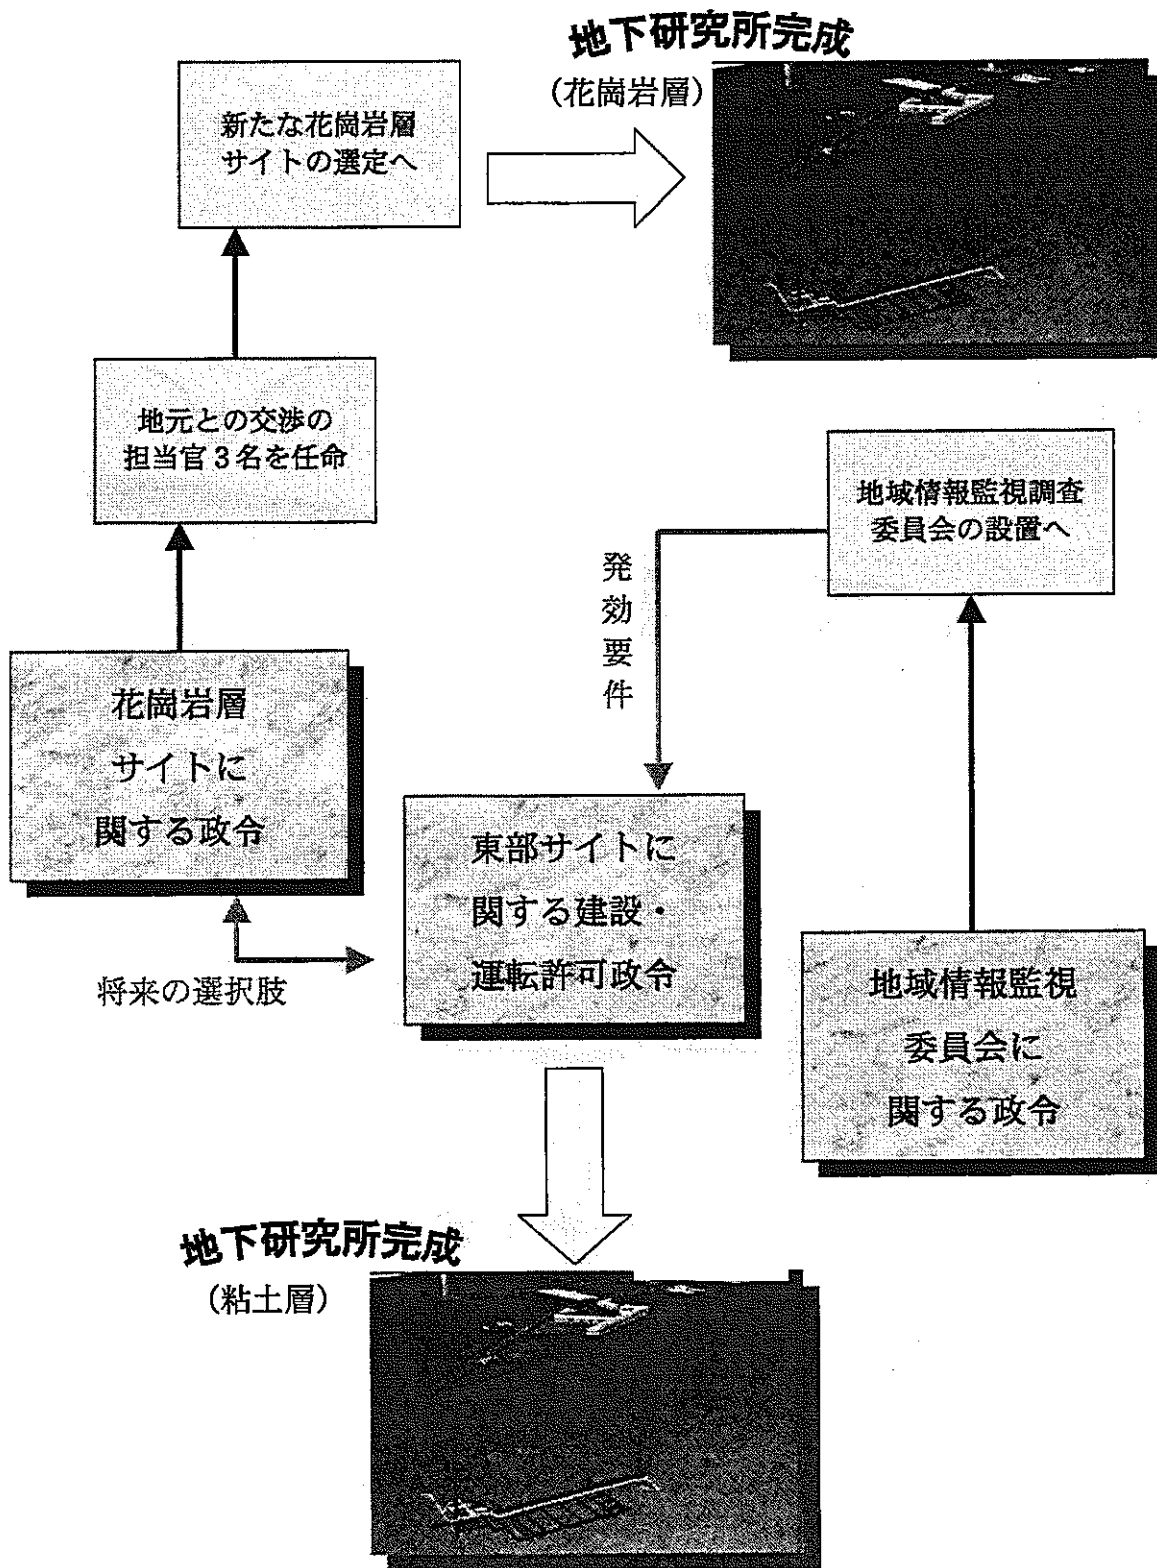 地下研究所完成
（花崗岩層）
新たな花崗岩層
サイトの選定へ
地元との交渉の
担当官３名を任命
地域情報監視調査
委員会の設置へ
発効要件
花崗岩層
サイトに
関する政令
東部サイトに
関する建設・
運転許可政令
将来の選択肢
地域情報監視
委員会に
関する政令
地下研究所完成
（粘土層）